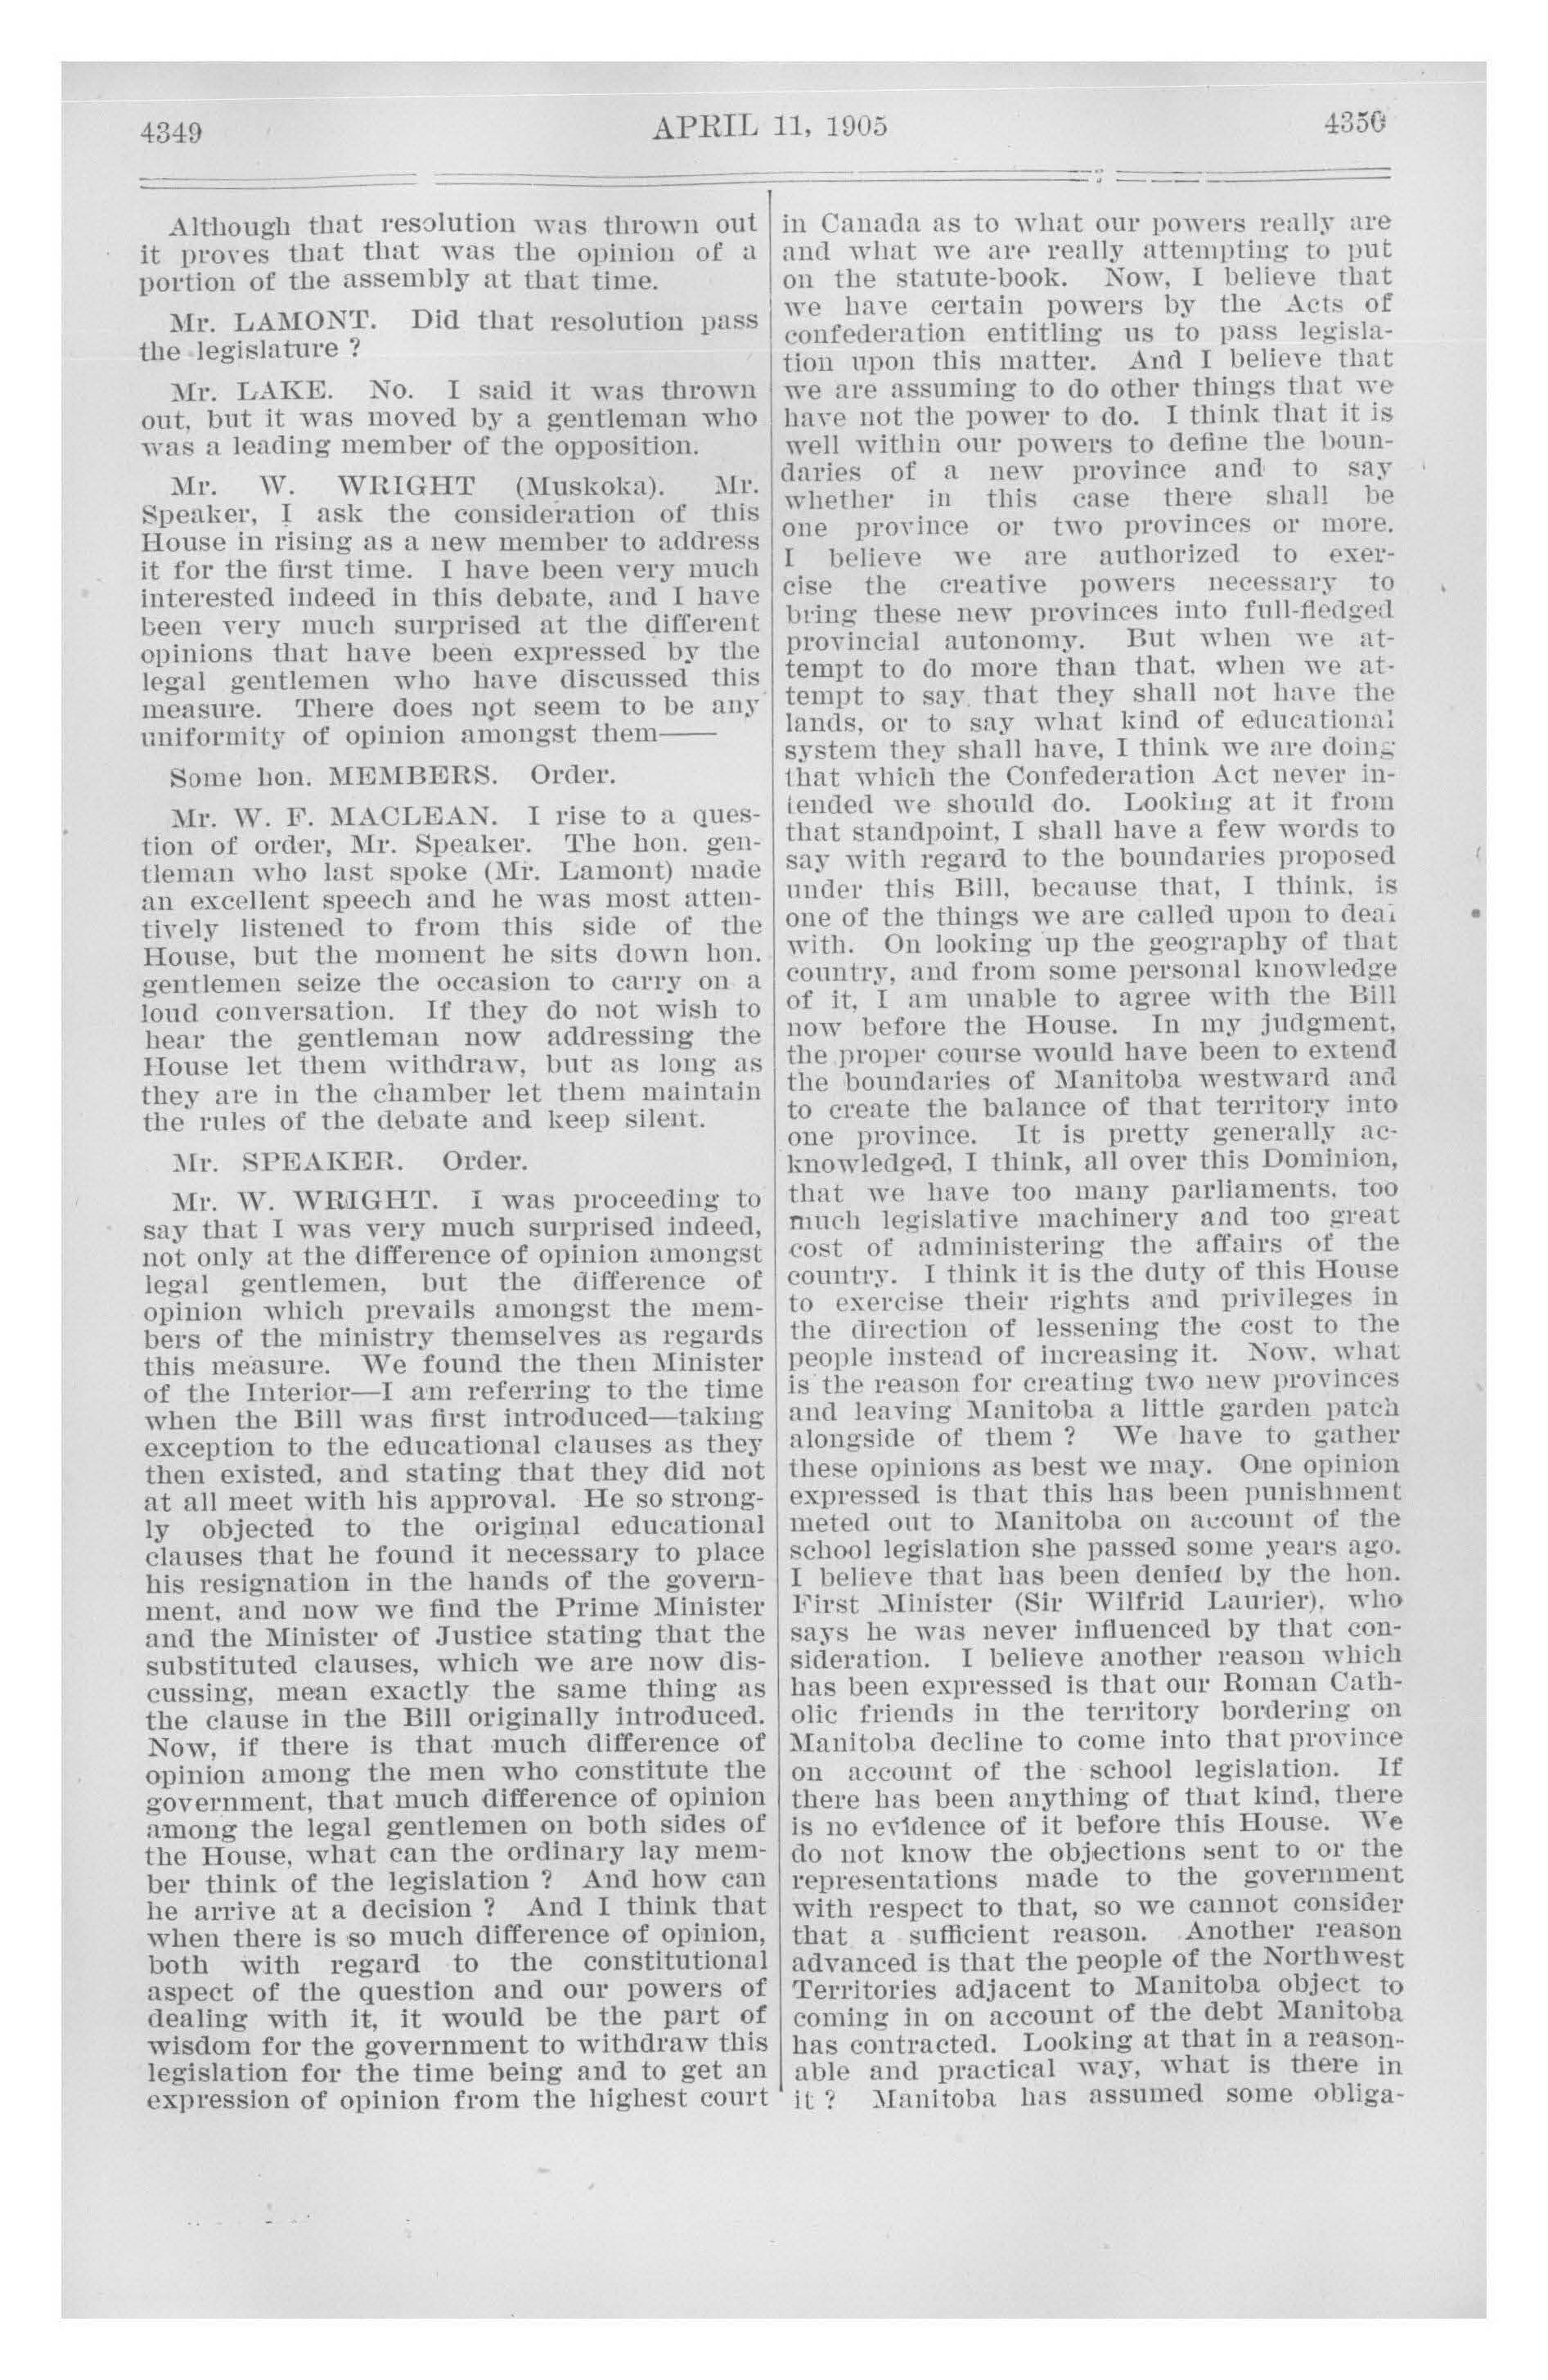 4349
APRIL 11, 1905
4350
Although that resolution was thrown out
it proves that that was the opinion of a
portion of the assembly at that time.
Mr. LAMONT. Did that resolution pass
the legislature ?
Mr. LAKE. No. I said it was thrown
out, but it was moved by a gentleman who
was a leading member of the opposition.
Mr. W. WRIGHT (Muskoka). Mr.
Speaker, I ask the consideration of this
House in rising as a new member to address
it for the first time. I have been very much
interested indeed in this debate, and I have
been very much surprised at the different
opinions that have been expressed by the
legal gentlemen who have discussed this
measure. There does not seem to be any
uniformity of opinion amongst them——
Some hon. MEMBERS. Order.
Mr. W. F. MACLEAN. I rise to a ques-
tion of order, Mr. Speaker. The hon. gen-
tleman who last spoke (Mr. Lamont) made
an excellent speech and he was most atten-
tively listened to from this side of the
House, but the moment he sits down hon.
gentlemen seize the occasion to carry on a
loud conversation. If they do not wish to
hear the gentleman now addressing the
House let them withdraw, but as long as
they are in the chamber let them maintain
the rules of the debate and keep silent.
Mr. SPEAKER. Order.
Mr. W. WRIGHT. I was proceeding to
say that I was very much surprised indeed,
not only at the difference of opinion amongst
legal gentlemen, but the difference of
opinion which prevails amongst the mem-
bers of the ministry themselves as regards
this measure. We found the then Minister
of the Interior—I am referring to the time
when the Bill was first introduced—taking
exception to the educational clauses as they
then existed, and stating that they did not
at all meet with his approval. He so strong-
ly objected to the original educational
clauses that he found it necessary to place
his resignation in the hands of the govern-
ment, and now we find the Prime Minister
and the Minister of Justice stating that the
substituted clauses, which we are now dis-
cussing, mean exactly the same thing as
the clause in the Bill originally introduced.
Now, if there is that much difference of
opinion among the men who constitute the
government, that much difference of opinion
among the legal gentlemen on both sides of
the House, what can the ordinary lay mem-
ber think of the legislation ? And how can
he arrive at a decision ? And I think that
when there is so much difference of opinion,
both with regard to the constitutional
aspect of the question and our powers of
dealing with it, it would be the part of
wisdom for the government to withdraw this
legislation for the time being and to get an
expression of opinion from the highest court
in Canada as to what our powers really are
and what we are really attempting to put
on the statute-book. Now, I believe that
we have certain powers by the Acts of
confederation entitling us to pass legisla-
tion upon this matter. And I believe that
we are assuming to do other things that we
have not the power to do. I think that it is
well within our powers to define the boun-
daries of a new province and to say
whether in this case there shall be
one province or two provinces or more.
I believe we are authorized to exer-
cise the creative powers necessary to
bring these new provinces into full-fledged
provincial autonomy. But when we at-
tempt to do more than that, when we at-
tempt to say that they shall not have the
lands, or to say what kind of educational
system they shall have, I think we are doing
that which the Confederation Act never in-
tended we should do. Looking at it from
that standpoint, I shall have a few words to
say with regard to the boundaries proposed
under this Bill, because that, I think, is
one of the things we are called upon to deal
with. On looking up the geography of that
country, and from some personal knowledge
of it, I am unable to agree with the Bill
now before the House. In my judgment,
the proper course would have been to extend
the boundaries of Manitoba westward and
to create the balance of that territory into
one province. It is pretty generally ac-
knowledged, I think, all over this Dominion,
that we have too many parliaments, too
much legislative machinery and too great
cost of administering the affairs of the
country. I think it is the duty of this House
to exercise their rights and privileges in
the direction of lessening the cost to the
people instead of increasing it. Now, what
is the reason for creating two new provinces
and leaving Manitoba a little garden patch
alongside of them ? We have to gather
these opinions as best we may. One opinion
expressed is that this has been punishment
meted out to Manitoba on account of the
school legislation she passed some years ago.
I believe that has been denied by the hon.
First Minister (Sir Wilfrid Laurier), who
says he was never influenced by that con-
sideration. I believe another reason which
has been expressed is that our Roman Cath-
olic friends in the territory bordering on
Manitoba decline to come into that province
on account of the school legislation. If
there has been anything of that kind, there
is no evidence of it before this House. We
do not know the objections sent to or the
representations made to the government
with respect to that, so we cannot consider
that a sufficient reason. Another reason
advanced is that the people of the Northwest
Territories adjacent to Manitoba object to
coming in on account of the debt Manitoba
has contracted. Looking at that in a reason-
able and practical way, what is there in
it ? Manitoba has assumed some obliga-